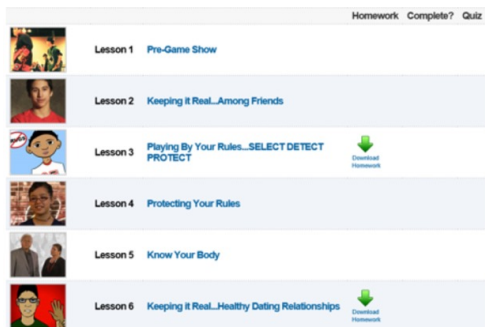 Homework Complete? Quiz
Lesson 1 Pre-Game Show
Lesson 2 Keeping it Real...Among Friends
Lesson 3 Playing By Your Rules...SELECT DETECT
PROTECT
Download
Homework
Lesson 4 Protecting Your Rules
Lesson 5 Know Your Body
Lesson 6 Keeping it Real...Healthy Dating Relationships
Download
Homework